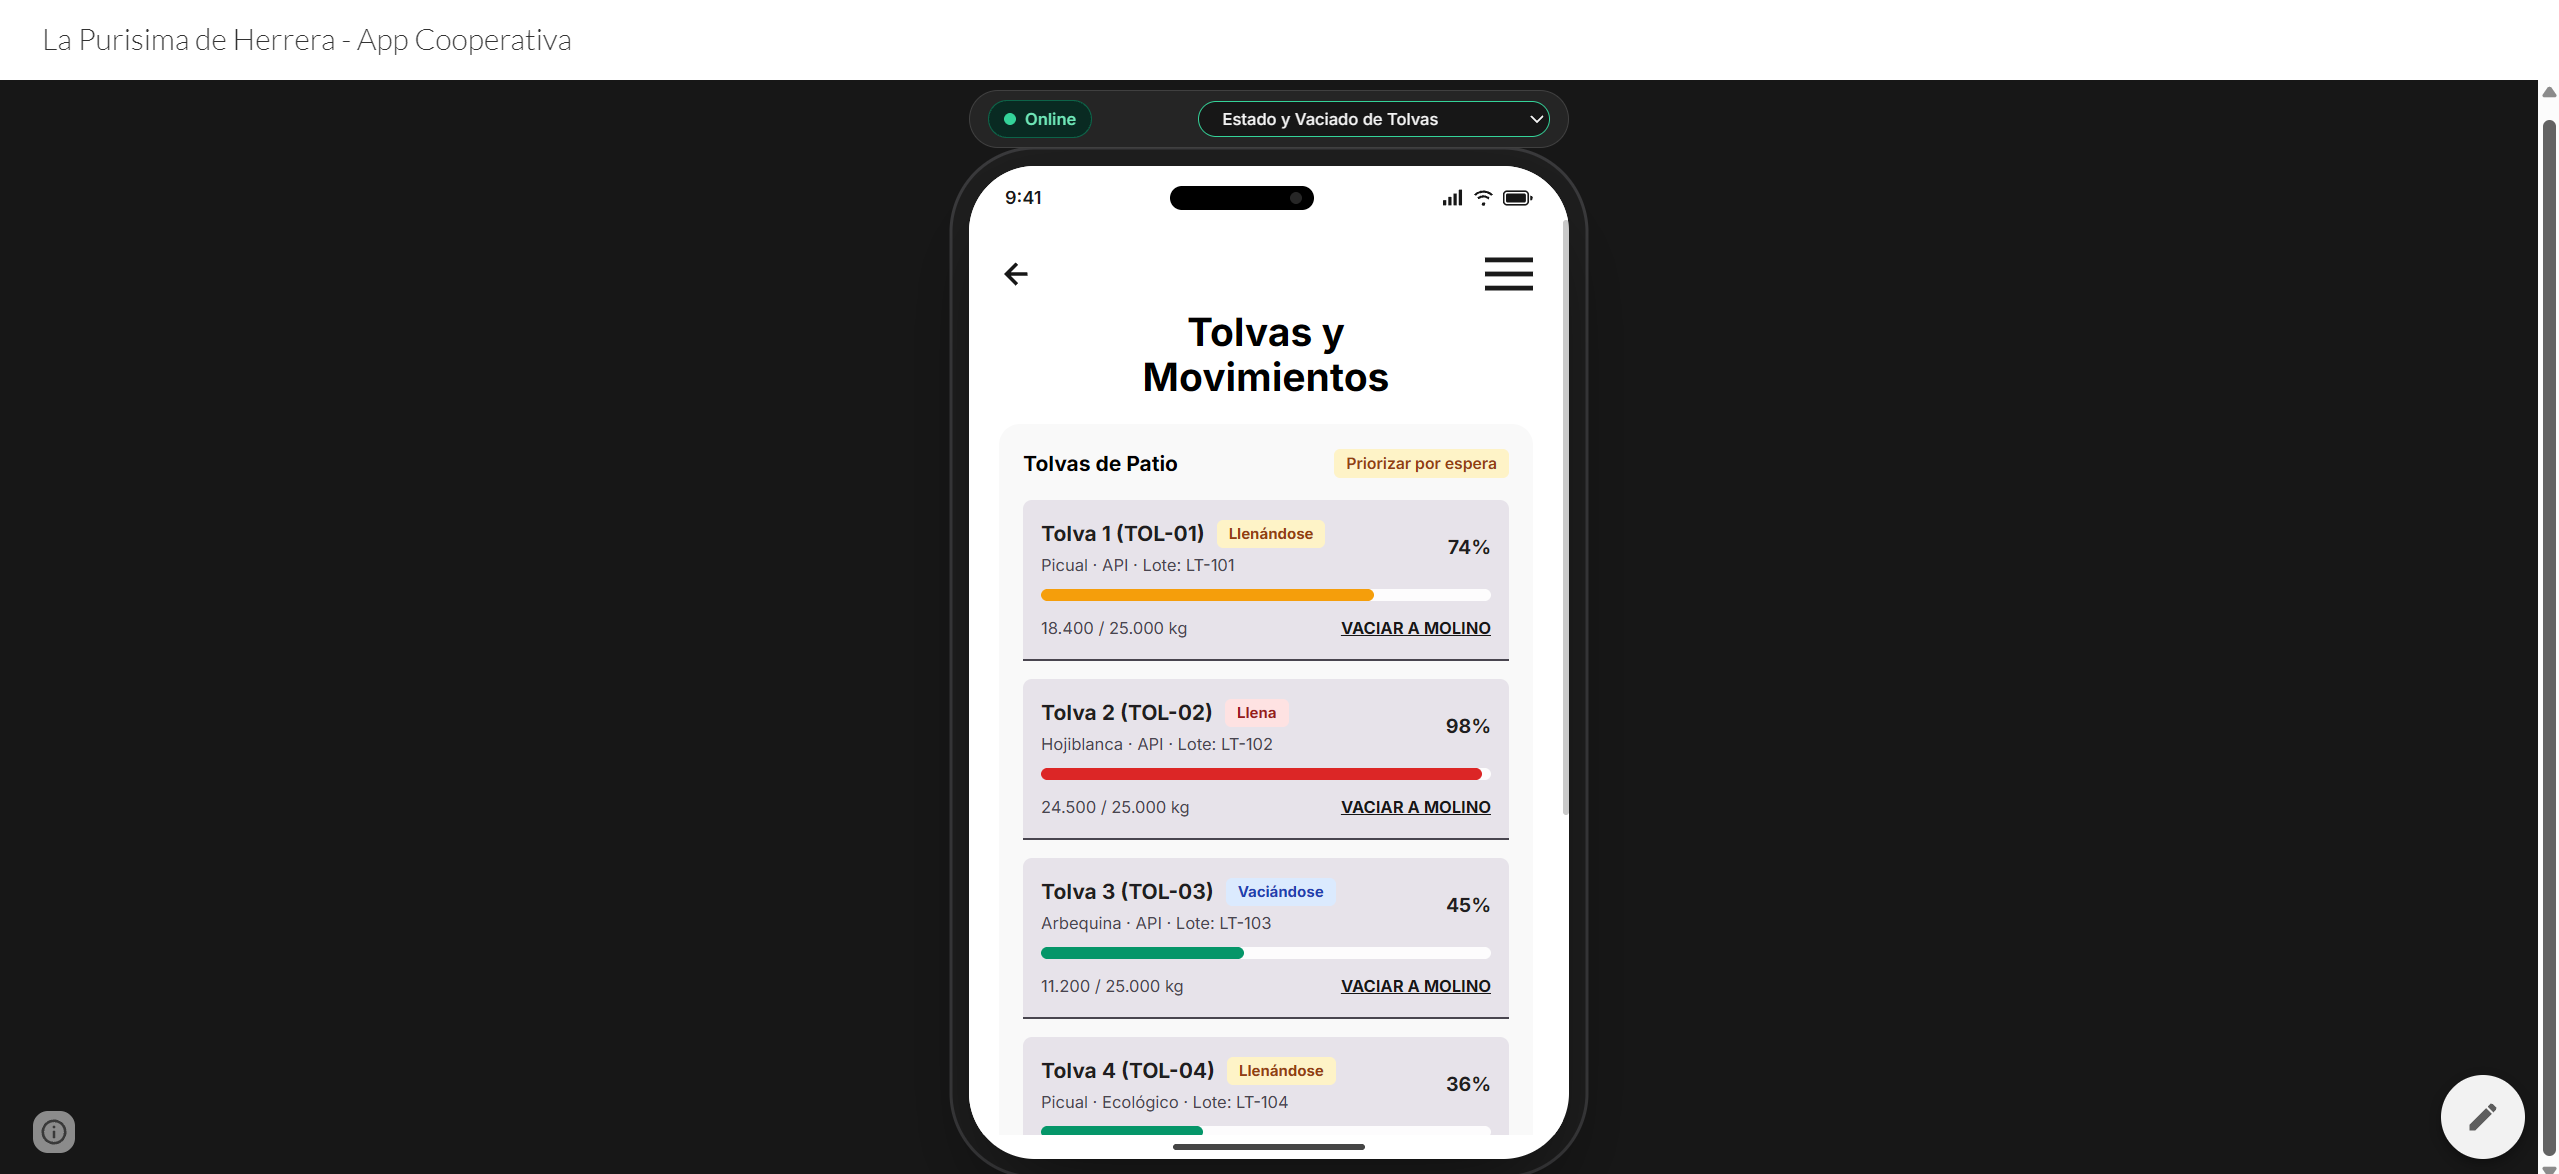 La Purisima de Herrera - App Cooperativa
Online
Estado y Vaciado de Tolvas
9:41
Tolvas y
Movimientos
Tolvas de Patio
Priorizar por espera
Tolva 1 (TOL-01)
Llenándose
74%
Picual · API · Lote: LT-101
18.400 / 25.000 kg
VACIAR A MOLINO
Tolva 2 (TOL-02)
Llena
98%
Hojiblanca · API · Lote: LT-102
24.500 / 25.000 kg
VACIAR A MOLINO
Tolva 3 (TOL-03)
Vaciándose
45%
Arbequina · API · Lote: LT-103
11.200 / 25.000 kg
VACIAR A MOLINO
Tolva 4 (TOL-04)
Llenándose
36%
Picual · Ecológico · Lote: LT-104